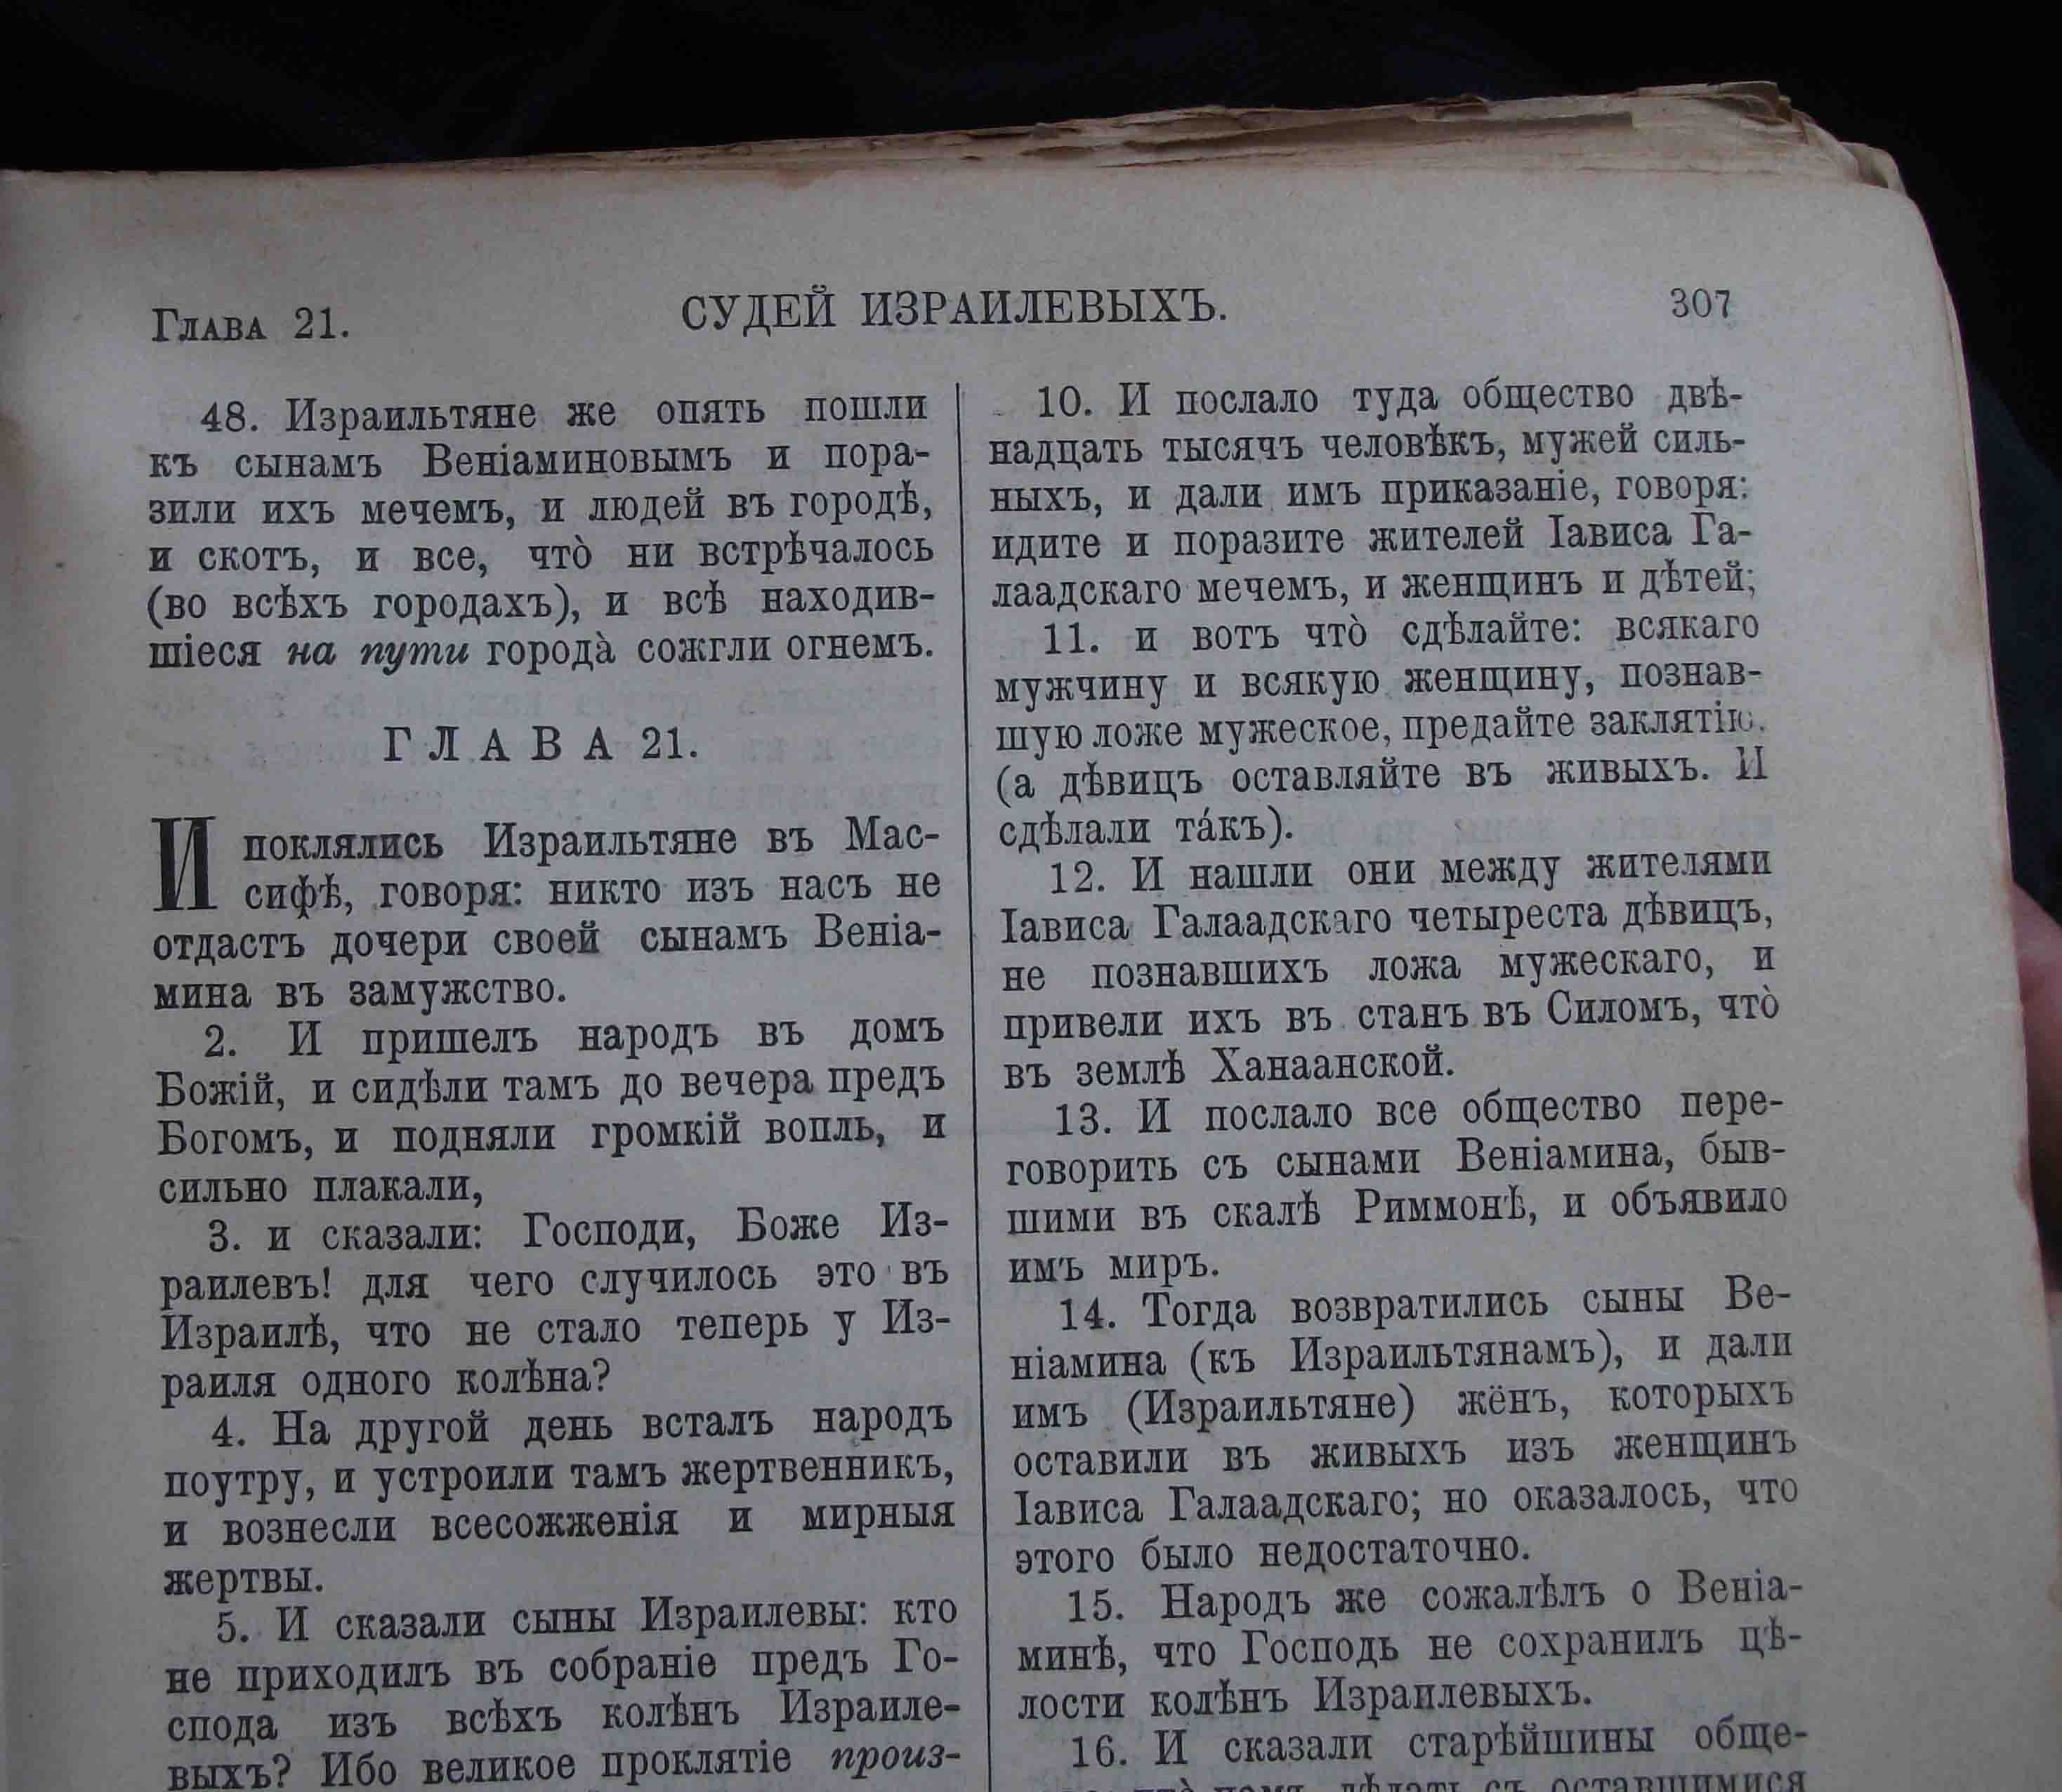 Глава 21.
СУДЕЙ ИЗРАИЛЕВЫХЪ.
307
48. Израильтяне же опять пошли
къ сынамъ Веніаминовымъ и пора-
зили ихъ мечемъ, и людей въ городѣ,
и скотъ, и все, что̀ ни встрѣчалось
(во всѣхъ городахъ), и всѣ находив-
шіеся на пути города̀ сожгли огнемъ.
ГЛАВА 21.
И поклялись Израильтяне въ Мас-
сифѣ, говоря: никто изъ насъ не
отдастъ дочери своей сынамъ Веніа-
мина въ замужство.
2. И пришелъ народъ въ домъ
Божій, и сидѣли тамъ до вечера предъ
Богомъ, и подняли громкій вопль, и
сильно плакали,
3. и сказали: Господи, Боже Из-
раилевъ! для чего случилось это въ
Израилѣ, что не стало теперь у Из-
раиля одного колѣна?
4. На другой день всталъ народъ
поутру, и устроили тамъ жертвенникъ,
и вознесли всесожженія и мирныя
жертвы.
5. И сказали сыны Израилевы: кто
не приходилъ въ собраніе предъ Го-
спода изъ всѣхъ колѣнъ Израиле-
выхъ? Ибо великое проклятіе произ-
10. И послало туда общество двѣ-
надцать тысячъ человѣкъ, мужей силь-
ныхъ, и дали имъ приказаніе, говоря:
идите и поразите жителей Іависа Га-
лаадскаго мечемъ, и женщинъ и дѣтей;
11. и вотъ что̀ сдѣлайте: всякаго
мужчину и всякую женщину, познав-
шую ложе мужеское, предайте заклятію,
(а дѣвицъ оставляйте въ живыхъ. И
сдѣлали та́къ).
12. И нашли они между жителями
Іависа Галаадскаго четыреста дѣвицъ,
не познавшихъ ложа мужескаго, и
привели ихъ въ станъ въ Силомъ, что̀
въ землѣ Ханаанской.
13. И послало все общество пере-
говорить съ сынами Веніамина, быв-
шими въ скалѣ Риммонѣ, и объявило
имъ миръ.
14. Тогда возвратились сыны Ве-
ніамина (къ Израильтянамъ), и дали
имъ (Израильтяне) жёнъ, которыхъ
оставили въ живыхъ изъ женщинъ
Іависа Галаадскаго; но оказалось, что
этого было недостаточно.
15. Народъ же сожалѣлъ о Веніа-
минѣ, что Господь не сохранилъ цѣ-
лости колѣнъ Израилевыхъ.
16. И сказали старѣйшины обще-
что̀ намъ дѣлать съ оставшимися